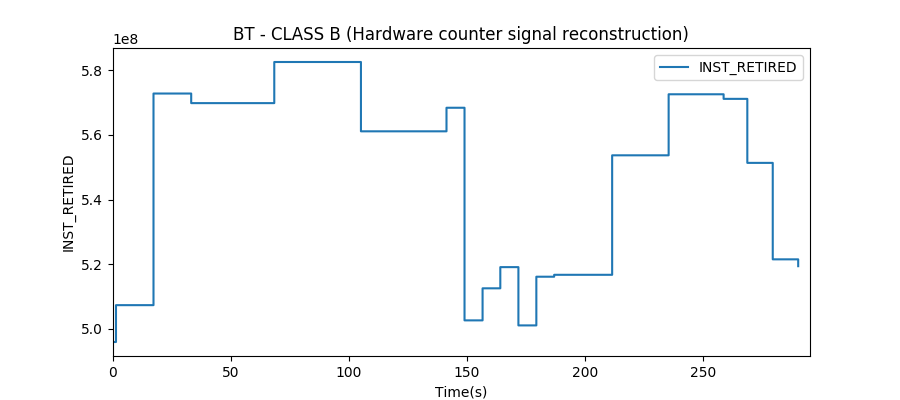 BT - CLASS B (Hardware counter signal reconstruction)
1e8
INST_RETIRED
5.8
5.6
5.4
5.2
5.0
INST_RETIRED
0 50 100 150 200 250
Time(s)